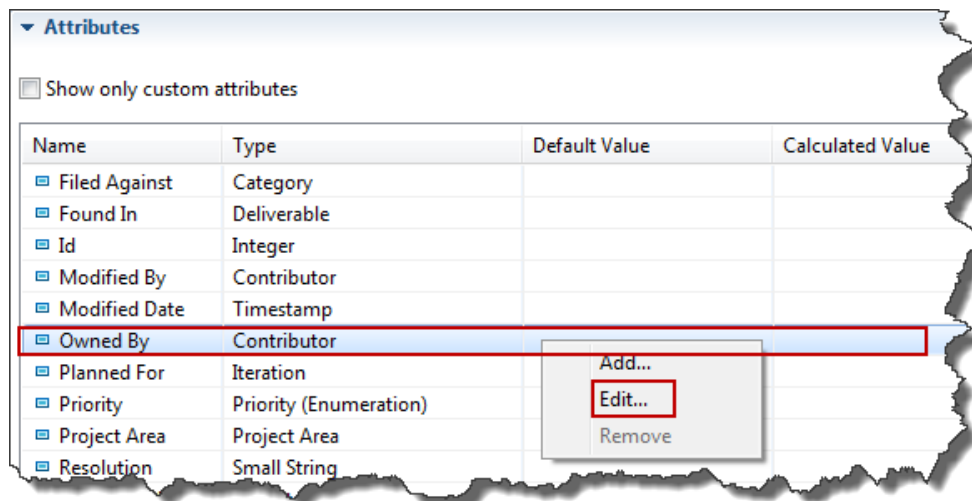 Attributes
Show only custom attributes
Name Type Default Value Calculated Value
Filed Against Category
Found In Deliverable
Id Integer
Modified By Contributor
Modified Date Timestamp
Owned By Contributor
Planned For Iteration
Add...
Priority Priority (Enumeration)
Edit...
Project Area Project Area
Remove
Resolution Small String